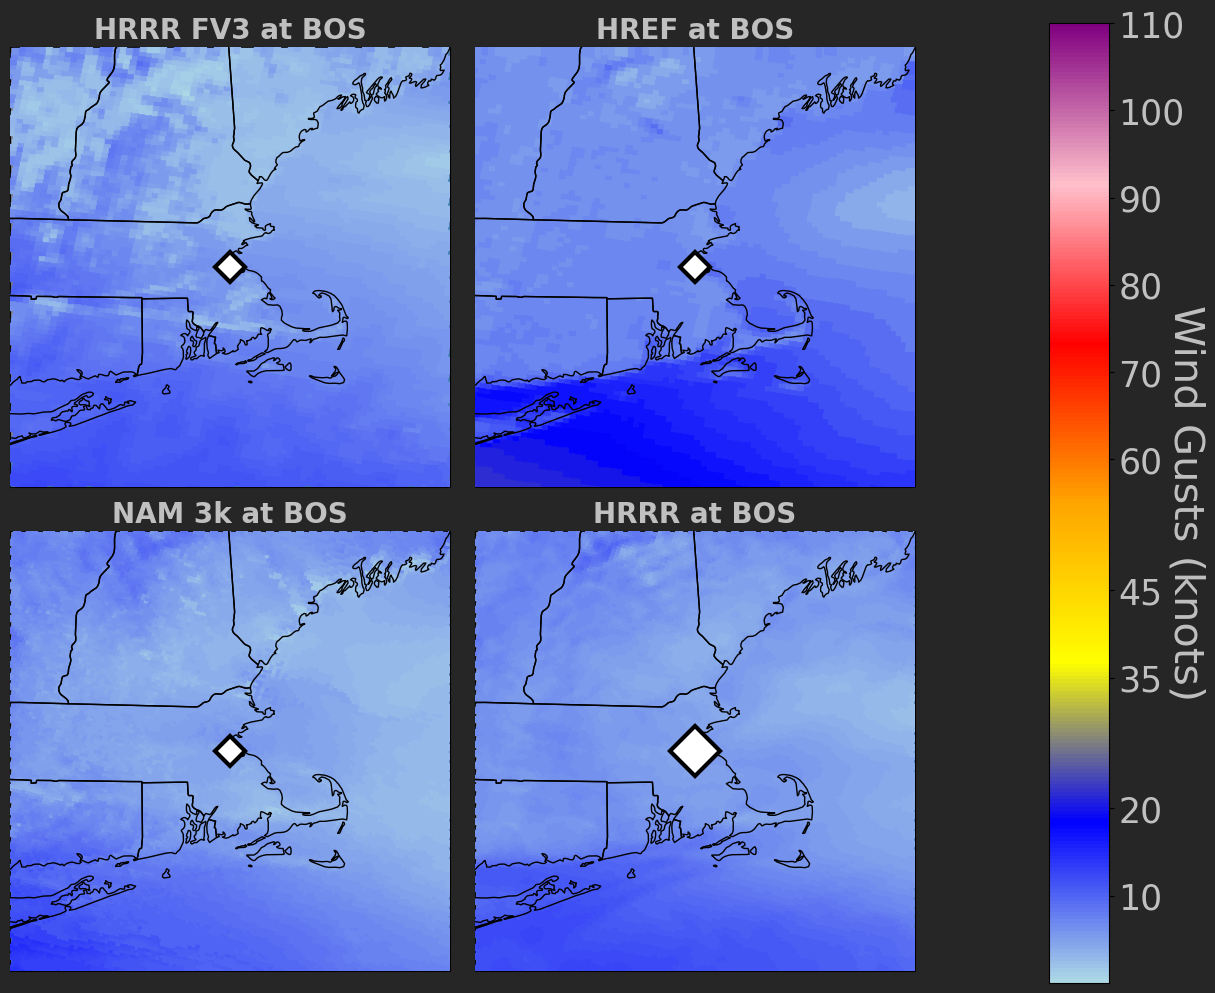 HRRR FV3 at BOS
HREF at BOS
NAM 3k at BOS
HRRR at BOS
110
100
90
80
70
60
45
35
20
10
Wind Gusts (knots)